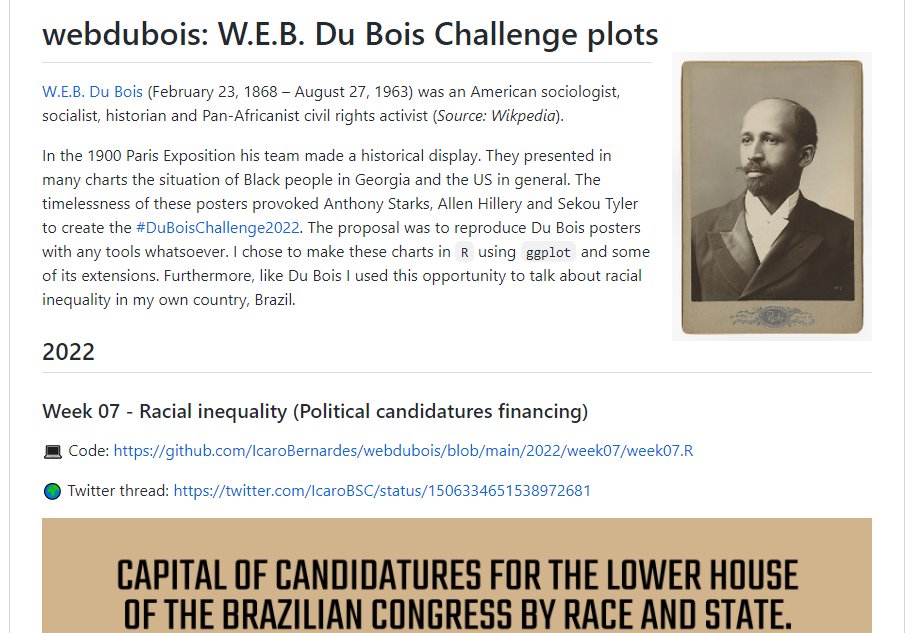 webdubois: W.E.B. Du Bois Challenge plots
W.E.B. Du Bois (February 23, 1868 – August 27, 1963) was an American sociologist,
socialist, historian and Pan-Africanist civil rights activist (Source: Wikpedia).
In the 1900 Paris Exposition his team made a historical display. They presented in
many charts the situation of Black people in Georgia and the US in general. The
timelessness of these posters provoked Anthony Starks, Allen Hillery and Sekou Tyler
to create the #DuBoisChallenge2022. The proposal was to reproduce Du Bois posters
with any tools whatsoever. I chose to make these charts in R using ggplot and some
of its extensions. Furthermore, like Du Bois I used this opportunity to talk about racial
inequality in my own country, Brazil.
2022
Week 07 - Racial inequality (Political candidatures financing)
Code: https://github.com/IcaroBernardes/webdubois/blob/main/2022/week07/week07.R
Twitter thread: https://twitter.com/IcaroBSC/status/1506334651538972681
CAPITAL OF CANDIDATURES FOR THE LOWER HOUSE
OF THE BRAZILIAN CONGRESS BY RACE AND STATE.